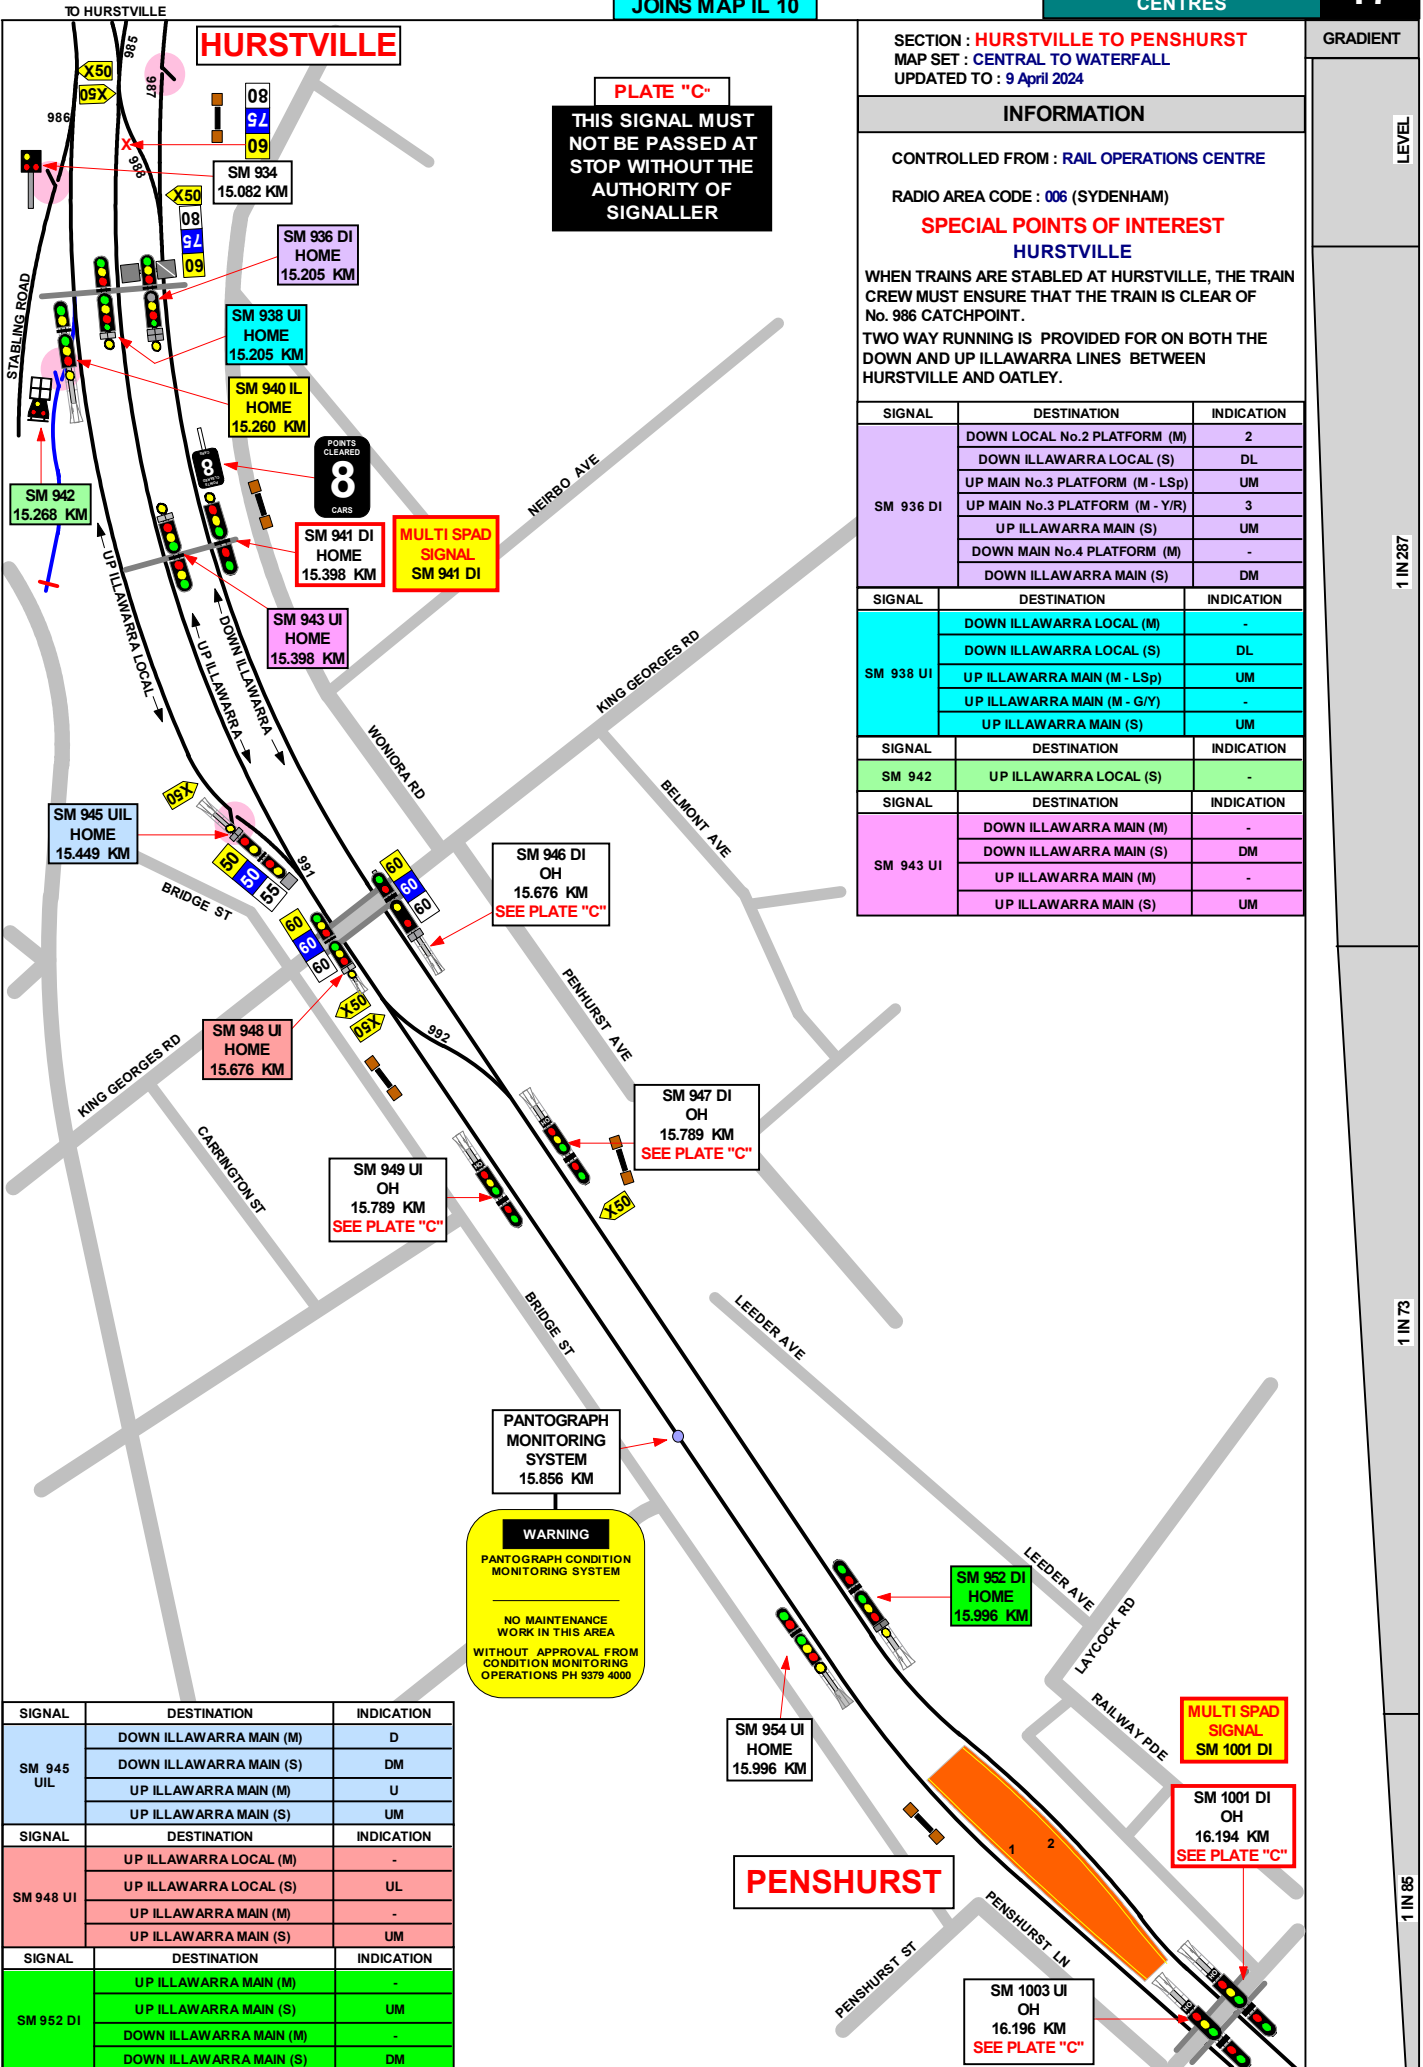 TO HURSTVILLE
JOINS MAP IL 10
CENTRES
HURSTVILLE
985
987
986
988
X50
X50
80
75
60
X
SM 934
15.082 KM
X50
80
75
60
SM 936 DI
HOME
15.205 KM
SM 938 UI
HOME
15.205 KM
SM 940 IL
HOME
15.260 KM
STABLING ROAD
SM 942
15.268 KM
8
POINTS
CLEARED
8
CARS
SM 941 DI
HOME
15.398 KM
MULTI SPAD
SIGNAL
SM 941 DI
SM 943 UI
HOME
15.398 KM
UP ILLAWARRA LOCAL
UP ILLAWARRA
DOWN ILLAWARRA
NEIRBO AVE
KING GEORGES RD
WONIORA RD
BELMONT AVE
PLATE "C"
THIS SIGNAL MUST
NOT BE PASSED AT
STOP WITHOUT THE
AUTHORITY OF
SIGNALLER
SECTION : HURSTVILLE TO PENSHURST
MAP SET : CENTRAL TO WATERFALL
UPDATED TO : 9 April 2024
INFORMATION
CONTROLLED FROM : RAIL OPERATIONS CENTRE
RADIO AREA CODE : 006 (SYDENHAM)
SPECIAL POINTS OF INTEREST
HURSTVILLE
WHEN TRAINS ARE STABLED AT HURSTVILLE, THE TRAIN
CREW MUST ENSURE THAT THE TRAIN IS CLEAR OF
No. 986 CATCHPOINT.
TWO WAY RUNNING IS PROVIDED FOR ON BOTH THE
DOWN AND UP ILLAWARRA LINES BETWEEN
HURSTVILLE AND OATLEY.
SIGNAL DESTINATION INDICATION
SM 936 DI
DOWN LOCAL No.2 PLATFORM (M) 2
DOWN ILLAWARRA LOCAL (S) DL
UP MAIN No.3 PLATFORM (M - LSp) UM
UP MAIN No.3 PLATFORM (M - Y/R) 3
UP ILLAWARRA MAIN (S) UM
DOWN MAIN No.4 PLATFORM (M) -
DOWN ILLAWARRA MAIN (S) DM
SIGNAL DESTINATION INDICATION
SM 938 UI
DOWN ILLAWARRA LOCAL (M) -
DOWN ILLAWARRA LOCAL (S) DL
UP ILLAWARRA MAIN (M - LSp) UM
UP ILLAWARRA MAIN (M - G/Y) -
UP ILLAWARRA MAIN (S) UM
SIGNAL DESTINATION INDICATION
SM 942 UP ILLAWARRA LOCAL (S) -
SIGNAL DESTINATION INDICATION
SM 943 UI
DOWN ILLAWARRA MAIN (M) -
DOWN ILLAWARRA MAIN (S) DM
UP ILLAWARRA MAIN (M) -
UP ILLAWARRA MAIN (S) UM
GRADIENT
LEVEL
1 IN 287
1 IN 73
1 IN 85
X50
SM 945 UIL
HOME
15.449 KM
50
50
55
991
BRIDGE ST
60
60
60
60
60
60
SM 946 DI
OH
15.676 KM
SEE PLATE "C"
X50
X50
992
SM 948 UI
HOME
15.676 KM
KING GEORGES RD
PENHURST AVE
CARRINGTON ST
SM 947 DI
OH
15.789 KM
SEE PLATE "C"
X50
SM 949 UI
OH
15.789 KM
SEE PLATE "C"
BRIDGE ST
LEEDER AVE
PANTOGRAPH
MONITORING
SYSTEM
15.856 KM
WARNING
PANTOGRAPH CONDITION
MONITORING SYSTEM
NO MAINTENANCE
WORK IN THIS AREA
WITHOUT APPROVAL FROM
CONDITION MONITORING
OPERATIONS PH 9379 4000
SM 952 DI
HOME
15.996 KM
LEEDER AVE
LAYCOCK RD
RAILWAY PDE
SM 954 UI
HOME
15.996 KM
MULTI SPAD
SIGNAL
SM 1001 DI
SM 1001 DI
OH
16.194 KM
SEE PLATE "C"
1
2
PENSHURST
PENSHURST ST
PENSHURST LN
SM 1003 UI
OH
16.196 KM
SEE PLATE "C"
SIGNAL DESTINATION INDICATION
SM 945
UIL
DOWN ILLAWARRA MAIN (M) D
DOWN ILLAWARRA MAIN (S) DM
UP ILLAWARRA MAIN (M) U
UP ILLAWARRA MAIN (S) UM
SIGNAL DESTINATION INDICATION
SM 948 UI
UP ILLAWARRA LOCAL (M) -
UP ILLAWARRA LOCAL (S) UL
UP ILLAWARRA MAIN (M) -
UP ILLAWARRA MAIN (S) UM
SIGNAL DESTINATION INDICATION
SM 952 DI
UP ILLAWARRA MAIN (M) -
UP ILLAWARRA MAIN (S) UM
DOWN ILLAWARRA MAIN (M) -
DOWN ILLAWARRA MAIN (S) DM